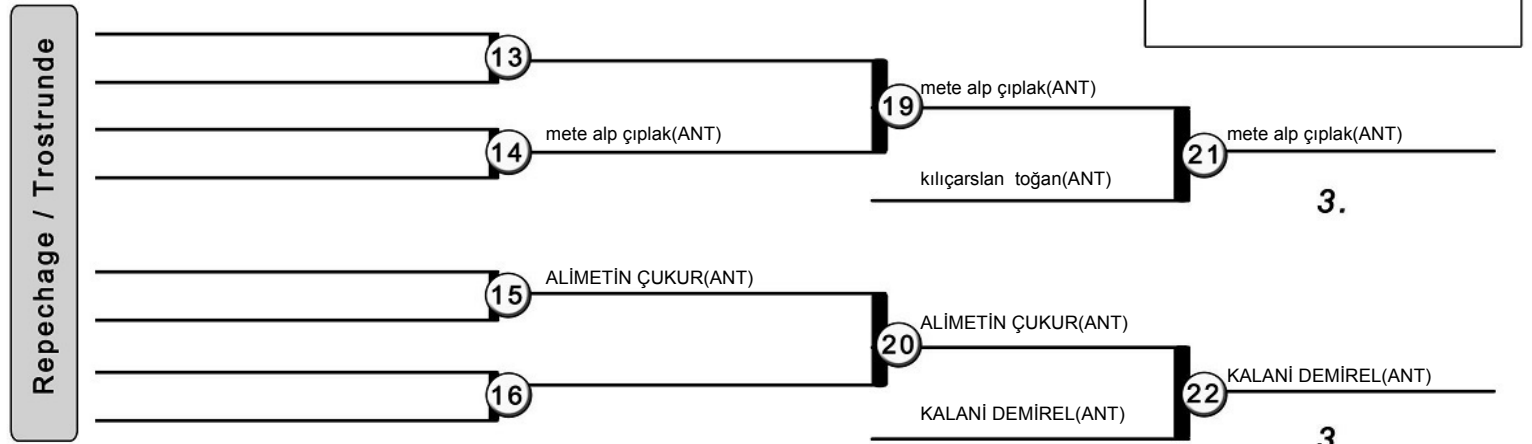 Repechage / Trostrunde
13
mete alp çıplak(ANT)
19
mete alp çıplak(ANT)
14
mete alp çıplak(ANT)
21
kılıçarslan  toğan(ANT)
3.
ALİMETİN ÇUKUR(ANT)
15
ALİMETİN ÇUKUR(ANT)
20
KALANİ DEMİREL(ANT)
16
22
KALANİ DEMİREL(ANT)
3